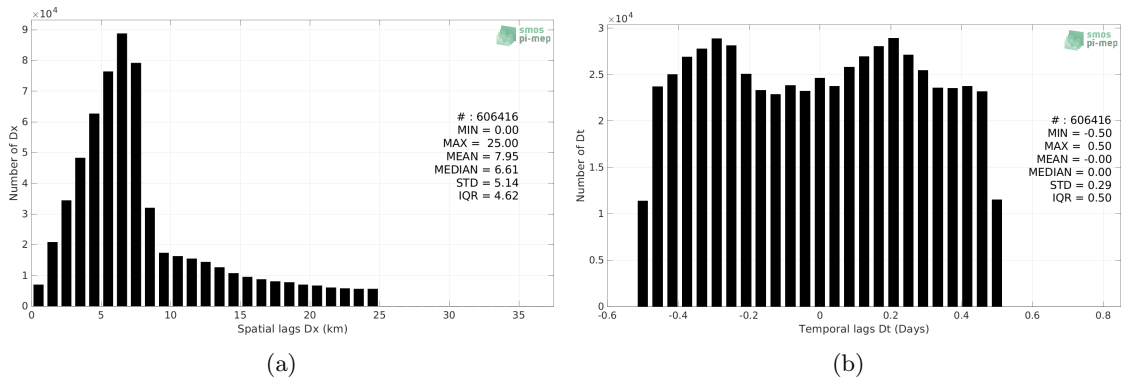 ×10⁴
9
8
7
6
5
4
3
2
1
0
Number of Dx
0 5 10 15 20 25 30 35
Spatial lags Dx (km)
smos
pi-mep
# : 606416
MIN = 0.00
MAX = 25.00
MEAN = 7.95
MEDIAN = 6.61
STD = 5.14
IQR = 4.62
(a)
×10⁴
3
2.5
2
1.5
1
0.5
0
Number of Dt
-0.6 -0.4 -0.2 0 0.2 0.4 0.6 0.8
Temporal lags Dt (Days)
smos
pi-mep
# : 606416
MIN = -0.50
MAX = 0.50
MEAN = -0.00
MEDIAN = 0.00
STD = 0.29
IQR = 0.50
(b)